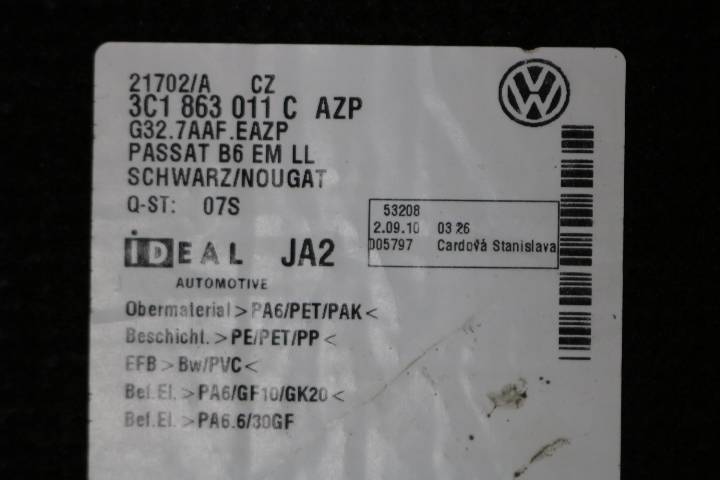 21702/A CZ
3C1 863 011 C AZP
G32.7AAF.EAZP
PASSAT B6 EM LL
SCHWARZ/NOUGAT
Q-ST: 07S
53208
2.09.10 03 26
005797 Cardová Stanislava
IDEAL JA2
AUTOMOTIVE
Obermaterial >PA6/PET/PAK<
Beschicht. >PE/PET/PP<
EFB >Bw/PVC<
Bef.El. >PA6/GF10/GK20<
Bef.El. >PA6.6/30GF